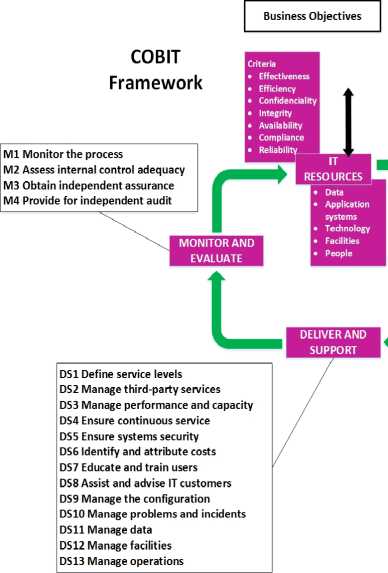 Business Objectives
COBIT
Framework
Criteria
• Effectiveness
• Efficiency
• Confidenciality
• Integrity
• Availability
• Compliance
• Reliability
IT
RESOURCES
• Data
• Application
systems
• Technology
• Facilities
• People
M1 Monitor the process
M2 Assess internal control adequacy
M3 Obtain independent assurance
M4 Provide for independent audit
MONITOR AND
EVALUATE
DELIVER AND
SUPPORT
DS1 Define service levels
DS2 Manage third-party services
DS3 Manage performance and capacity
DS4 Ensure continuous service
DS5 Ensure systems security
DS6 Identify and attribute costs
DS7 Educate and train users
DS8 Assist and advise IT customers
DS9 Manage the configuration
DS10 Manage problems and incidents
DS11 Manage data
DS12 Manage facilities
DS13 Manage operations